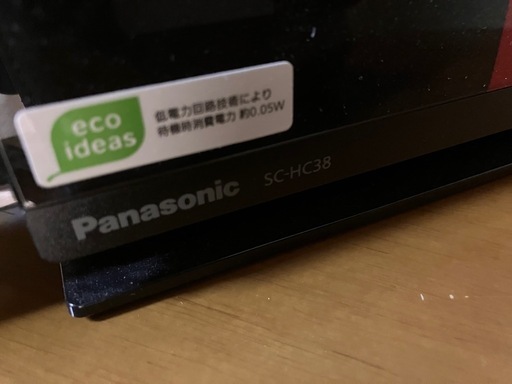 eco
ideas
低電力回路技術により
待機時消費電力 約0.05W
Panasonic SC-HC38